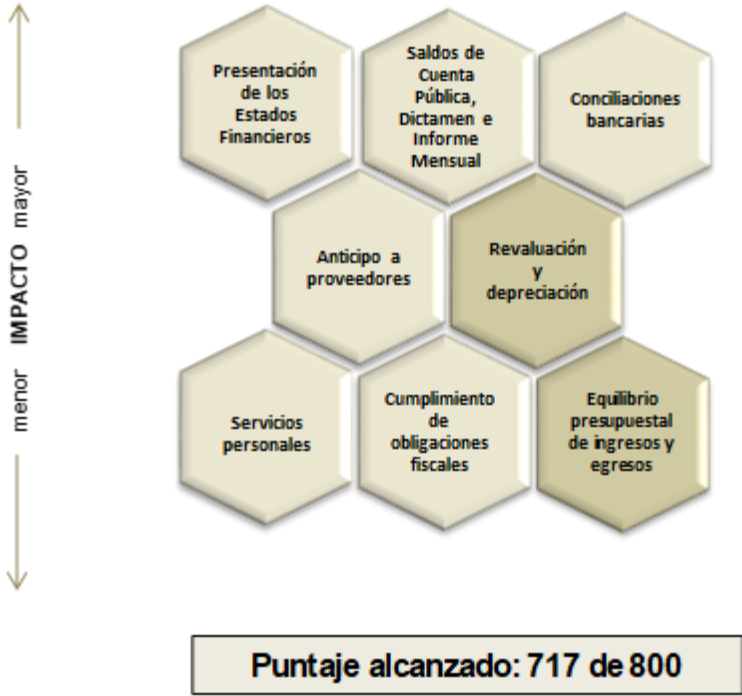 Presentación
de los
Estados
Financieros
Saldos de
Cuenta
Pública,
Dictamen e
Informe
Mensual
Conciliaciones
bancarias
Anticipo a
proveedores
Revaluación
y
depreciación
Servicios
personales
Cumplimiento
de
obligaciones
fiscales
Equilibrio
presupuestal
de ingresos y
egresos
menor IMPACTO mayor
Puntaje alcanzado: 717 de 800